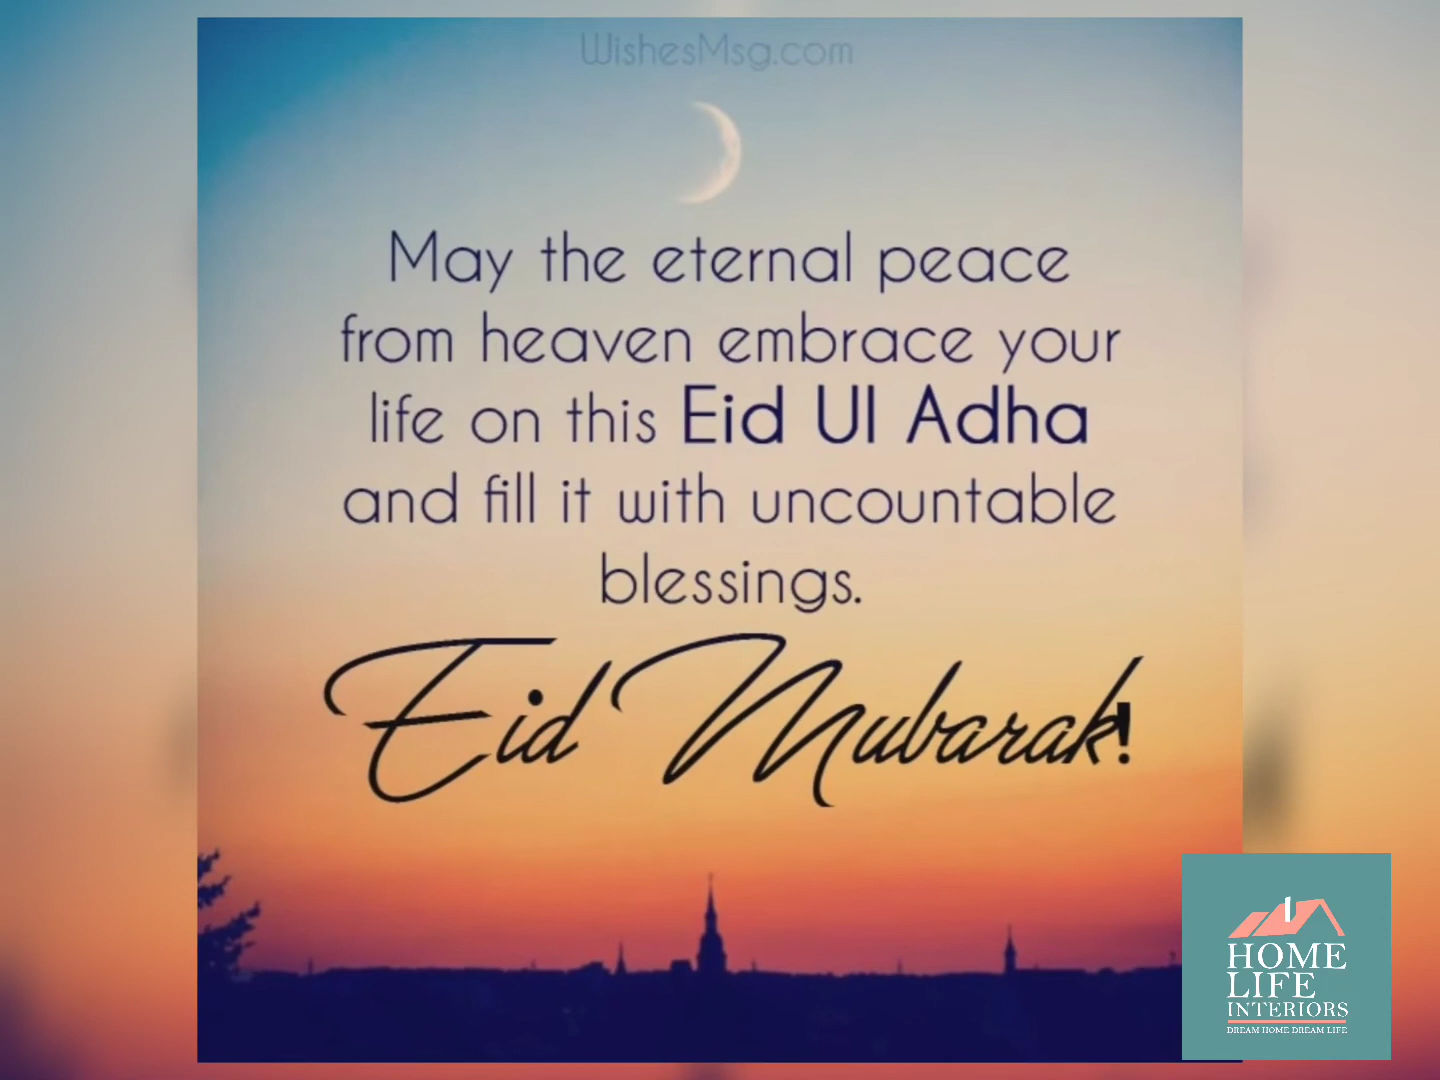 WishesMsg.com
May the eternal peace
from heaven embrace your
life on this Eid Ul Adha
and fill it with uncountable
blessings.
Eid Mubarak!
HOME
LIFE
INTERIORS
DREAM HOME DREAM LIFE